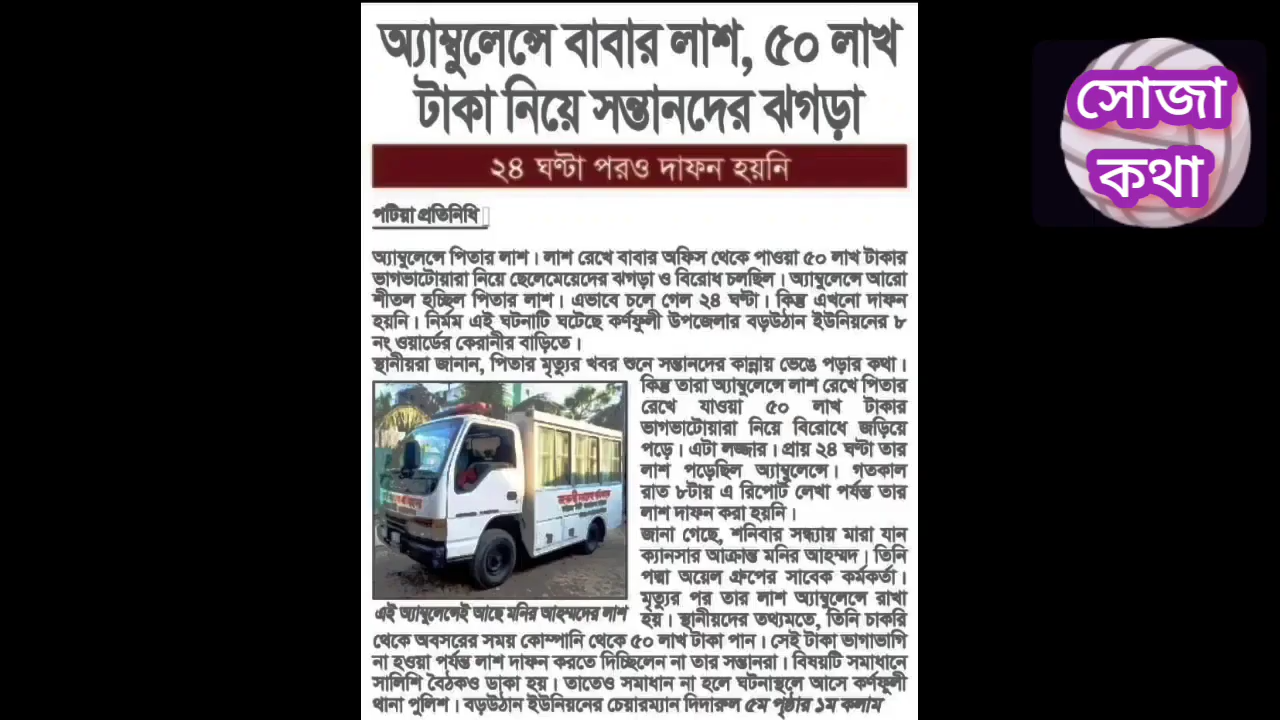 অ্যাম্বুলেন্সে বাবার লাশ, ৫০ লাখ
টাকা নিয়ে সন্তানদের ঝগড়া
২৪ ঘণ্টা পরও দাফন হয়নি
পটিয়া প্রতিনিধি
অ্যাম্বুলেন্সে পিতার লাশ। লাশ রেখে বাবার অফিস থেকে পাওয়া ৫০ লাখ টাকার
ভাগভাটোয়ারা নিয়ে ছেলেমেয়েদের ঝগড়া ও বিরোধ চলছিল। অ্যাম্বুলেন্সে আরো
শীতল হচ্ছিল পিতার লাশ। এভাবে চলে গেল ২৪ ঘণ্টা। কিন্তু এখনো দাফন
হয়নি। নির্মম এই ঘটনাটি ঘটেছে কর্ণফুলী উপজেলার বড়উঠান ইউনিয়নের ৮
নং ওয়ার্ডের কেরানীর বাড়িতে।
স্থানীয়রা জানান, পিতার মৃত্যুর খবর শুনে সন্তানদের কান্নায় ভেঙে পড়ার কথা।
কিন্তু তারা অ্যাম্বুলেন্সে লাশ রেখে পিতার
রেখে যাওয়া ৫০ লাখ টাকার
ভাগভাটোয়ারা নিয়ে বিরোধে জড়িয়ে
পড়ে। এটা লজ্জার। প্রায় ২৪ ঘণ্টা তার
লাশ পড়েছিল অ্যাম্বুলেন্সে। গতকাল
রাত ৮টায় এ রিপোর্ট লেখা পর্যন্ত তার
লাশ দাফন করা হয়নি।
জানা গেছে, শনিবার সন্ধ্যায় মারা যান
ক্যানসার আক্রান্ত মনির আহম্মদ। তিনি
পদ্মা অয়েল গ্রুপের সাবেক কর্মকর্তা।
মৃত্যুর পর তার লাশ অ্যাম্বুলেন্সে রাখা
হয়। স্থানীয়দের তথ্যমতে, তিনি চাকরি
এই অ্যাম্বুলেন্সেই আছে মনির আহম্মদের লাশ
থেকে অবসরের সময় কোম্পানি থেকে ৫০ লাখ টাকা পান। সেই টাকা ভাগাভাগি
না হওয়া পর্যন্ত লাশ দাফন করতে দিচ্ছিলেন না তার সন্তানরা। বিষয়টি সমাধানে
সালিশি বৈঠকও ডাকা হয়। তাতেও সমাধান না হলে ঘটনাস্থলে আসে কর্ণফুলী
থানা পুলিশ। বড়উঠান ইউনিয়নের চেয়ারম্যান দিদারুল ৫ম পৃষ্ঠার ১ম কলাম
সোজা
কথা